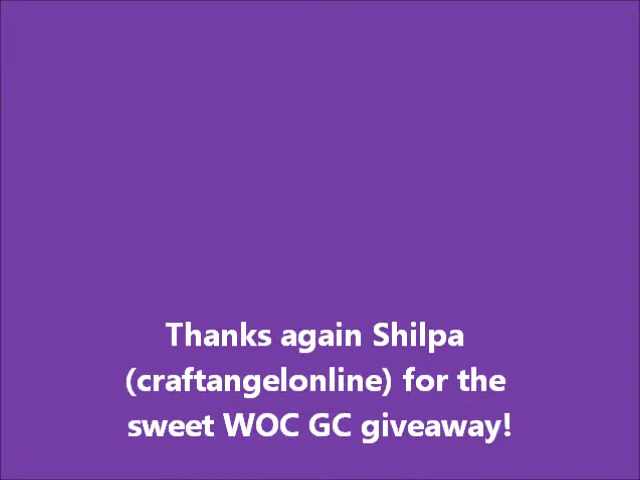 Thanks again Shilpa
(craftangelonline) for the
sweet WOC GC giveaway!